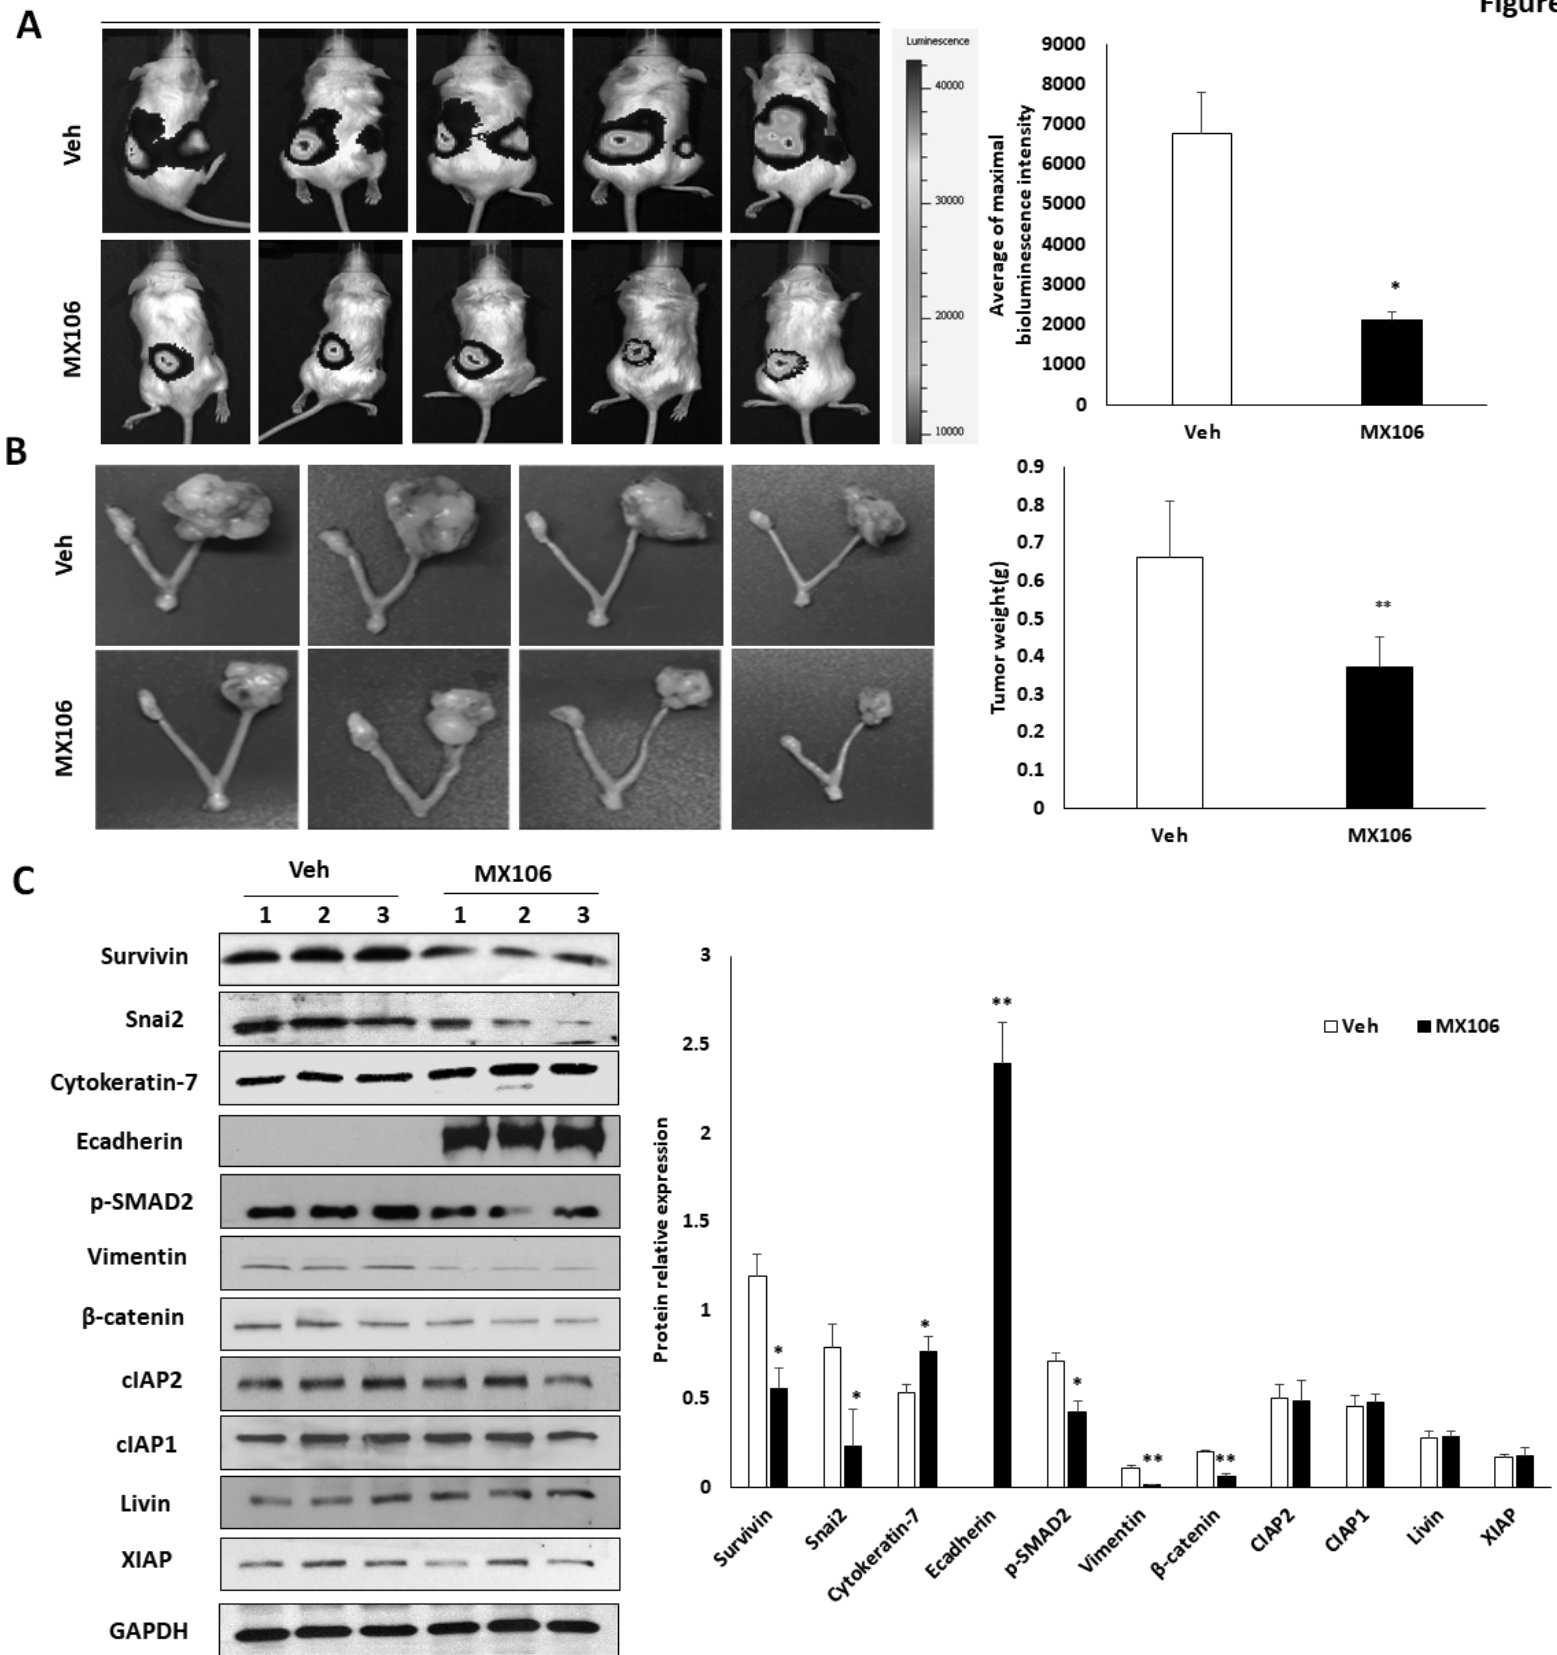 Figure
A
Veh
MX106
Luminescence
40000
30000
20000
10000
Average of maximal
bioluminescence intensity
9000
8000
7000
6000
5000
4000
3000
2000
1000
0
*
Veh
MX106
B
Veh
MX106
Tumor weight(g)
0.9
0.8
0.7
0.6
0.5
0.4
0.3
0.2
0.1
0
**
Veh
MX106
C
Veh
MX106
1 2 3 1 2 3
Survivin
Snai2
Cytokeratin-7
Ecadherin
p-SMAD2
Vimentin
β-catenin
cIAP2
cIAP1
Livin
XIAP
GAPDH
Protein relative expression
3
2.5
2
1.5
1
0.5
0
Veh MX106
* * * ** * ** **
Survivin
Snai2
Cytokeratin-7
Ecadherin
p-SMAD2
Vimentin
β-catenin
CIAP2
CIAP1
Livin
XIAP